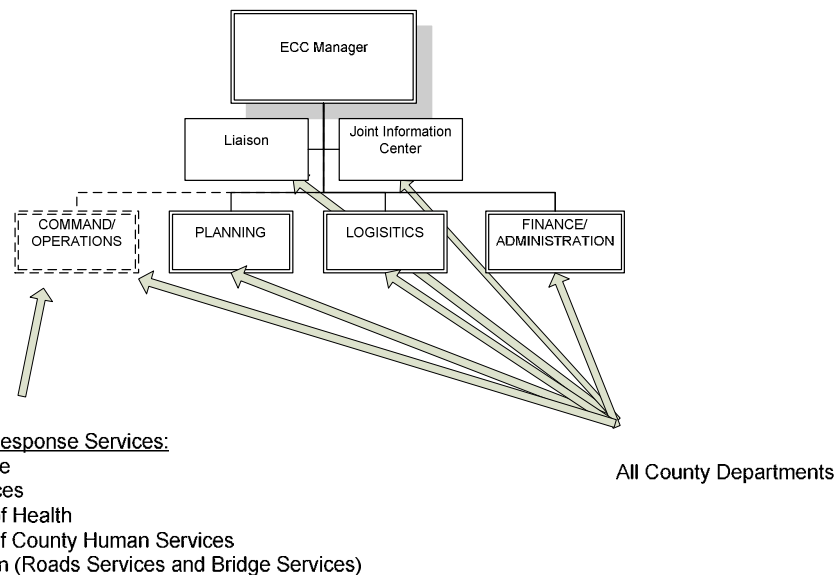 ECC Manager
Liaison
Joint Information
Center
COMMAND/
OPERATIONS
PLANNING
LOGISITICS
FINANCE/
ADMINISTRATION
esponse Services:
e
ces
f Health
f County Human Services
n (Roads Services and Bridge Services)
All County Departments